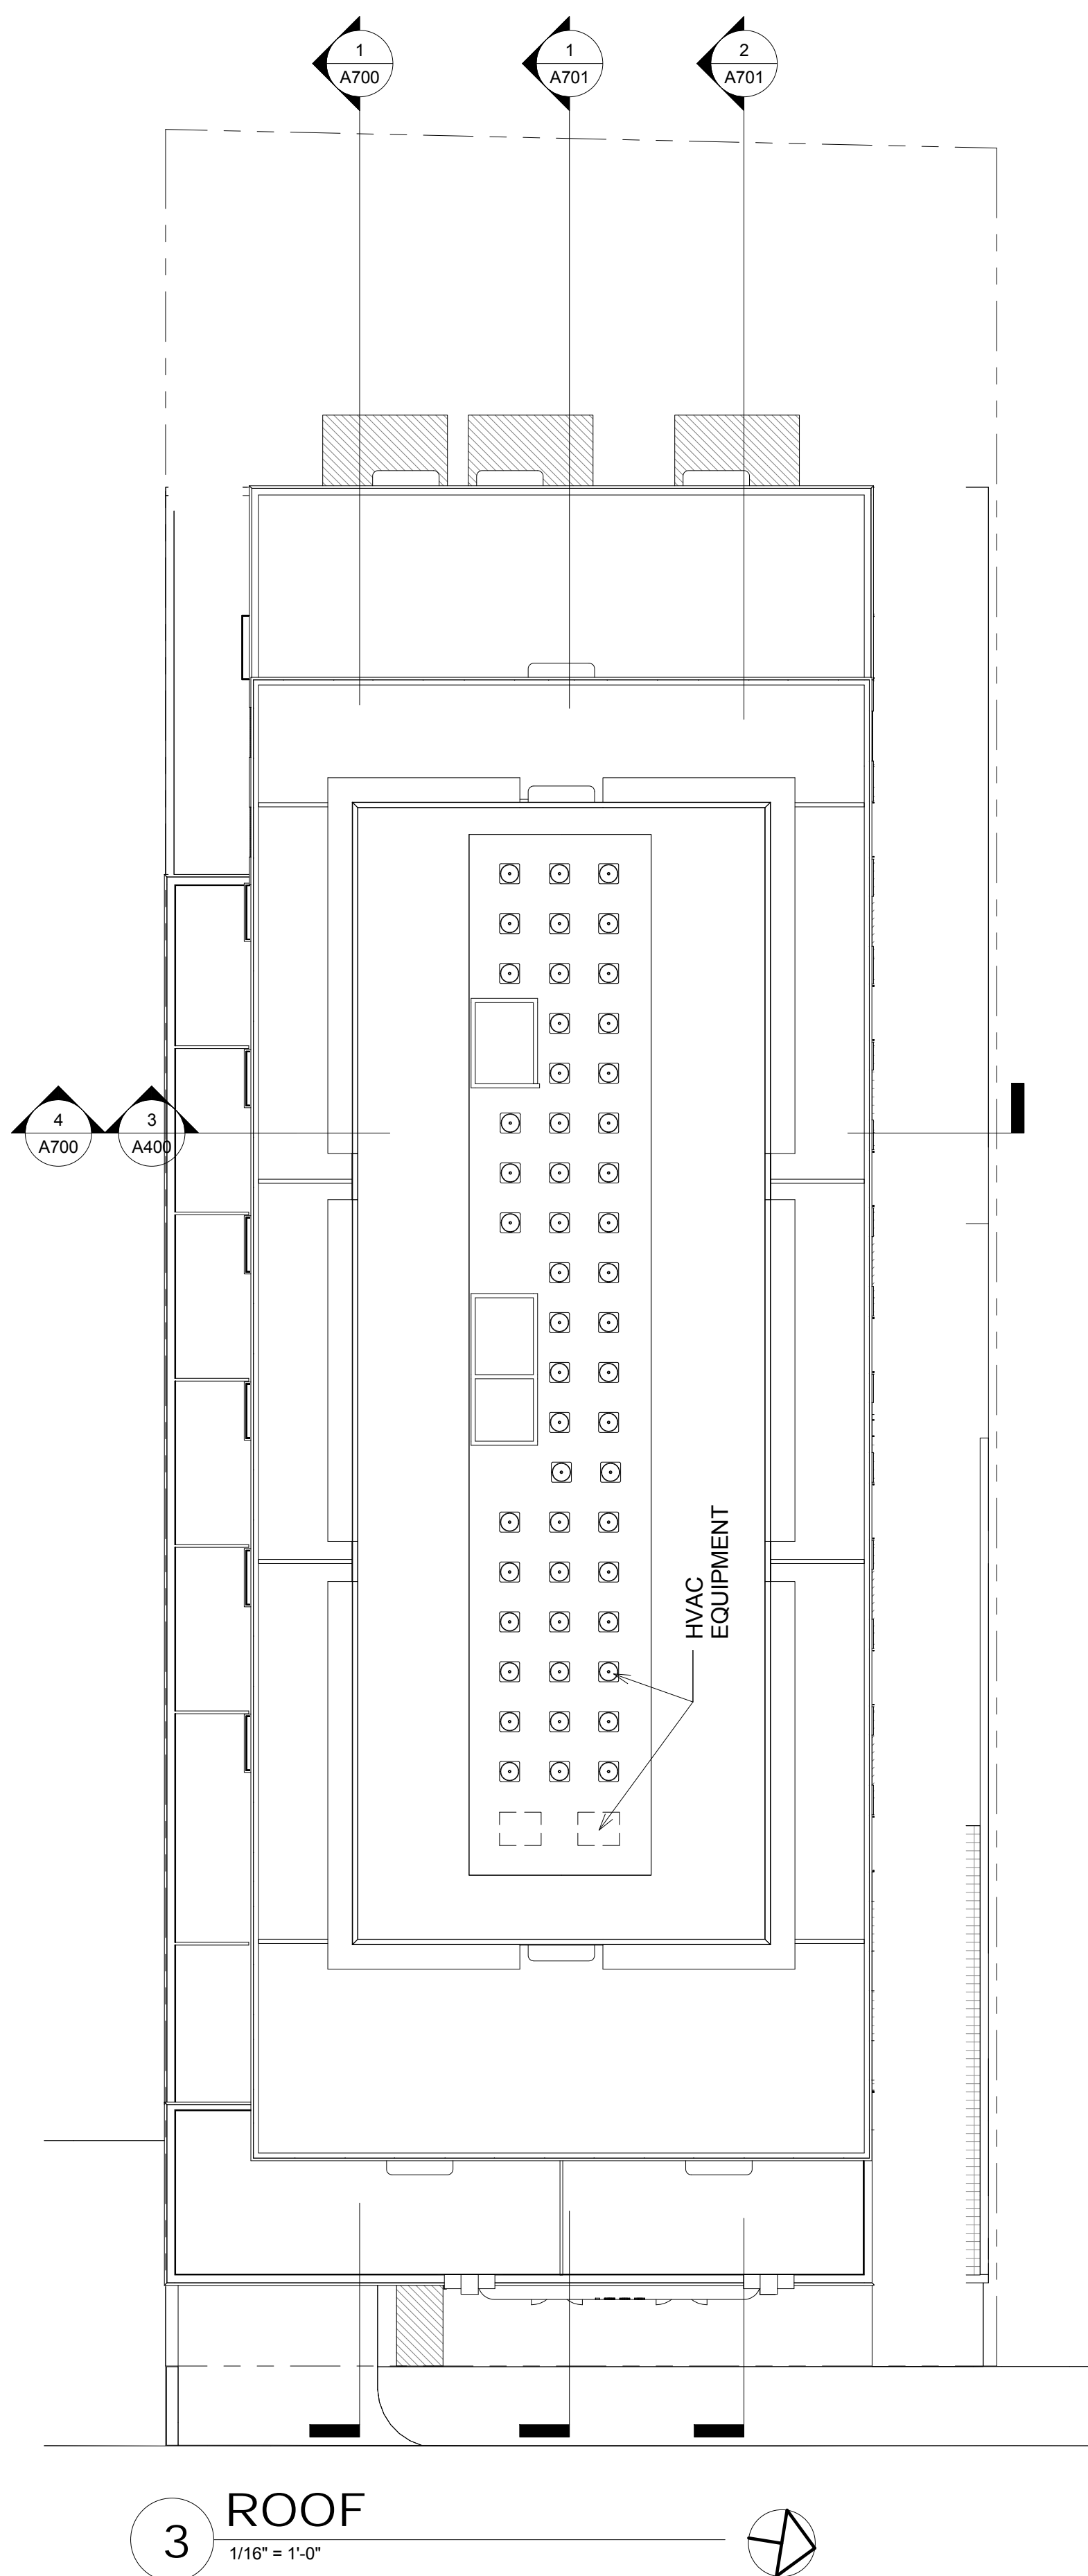 1
A700
1
A701
2
A701
4
A700
3
A400
HVAC
EQUIPMENT
3
ROOF
1/16" = 1'-0"